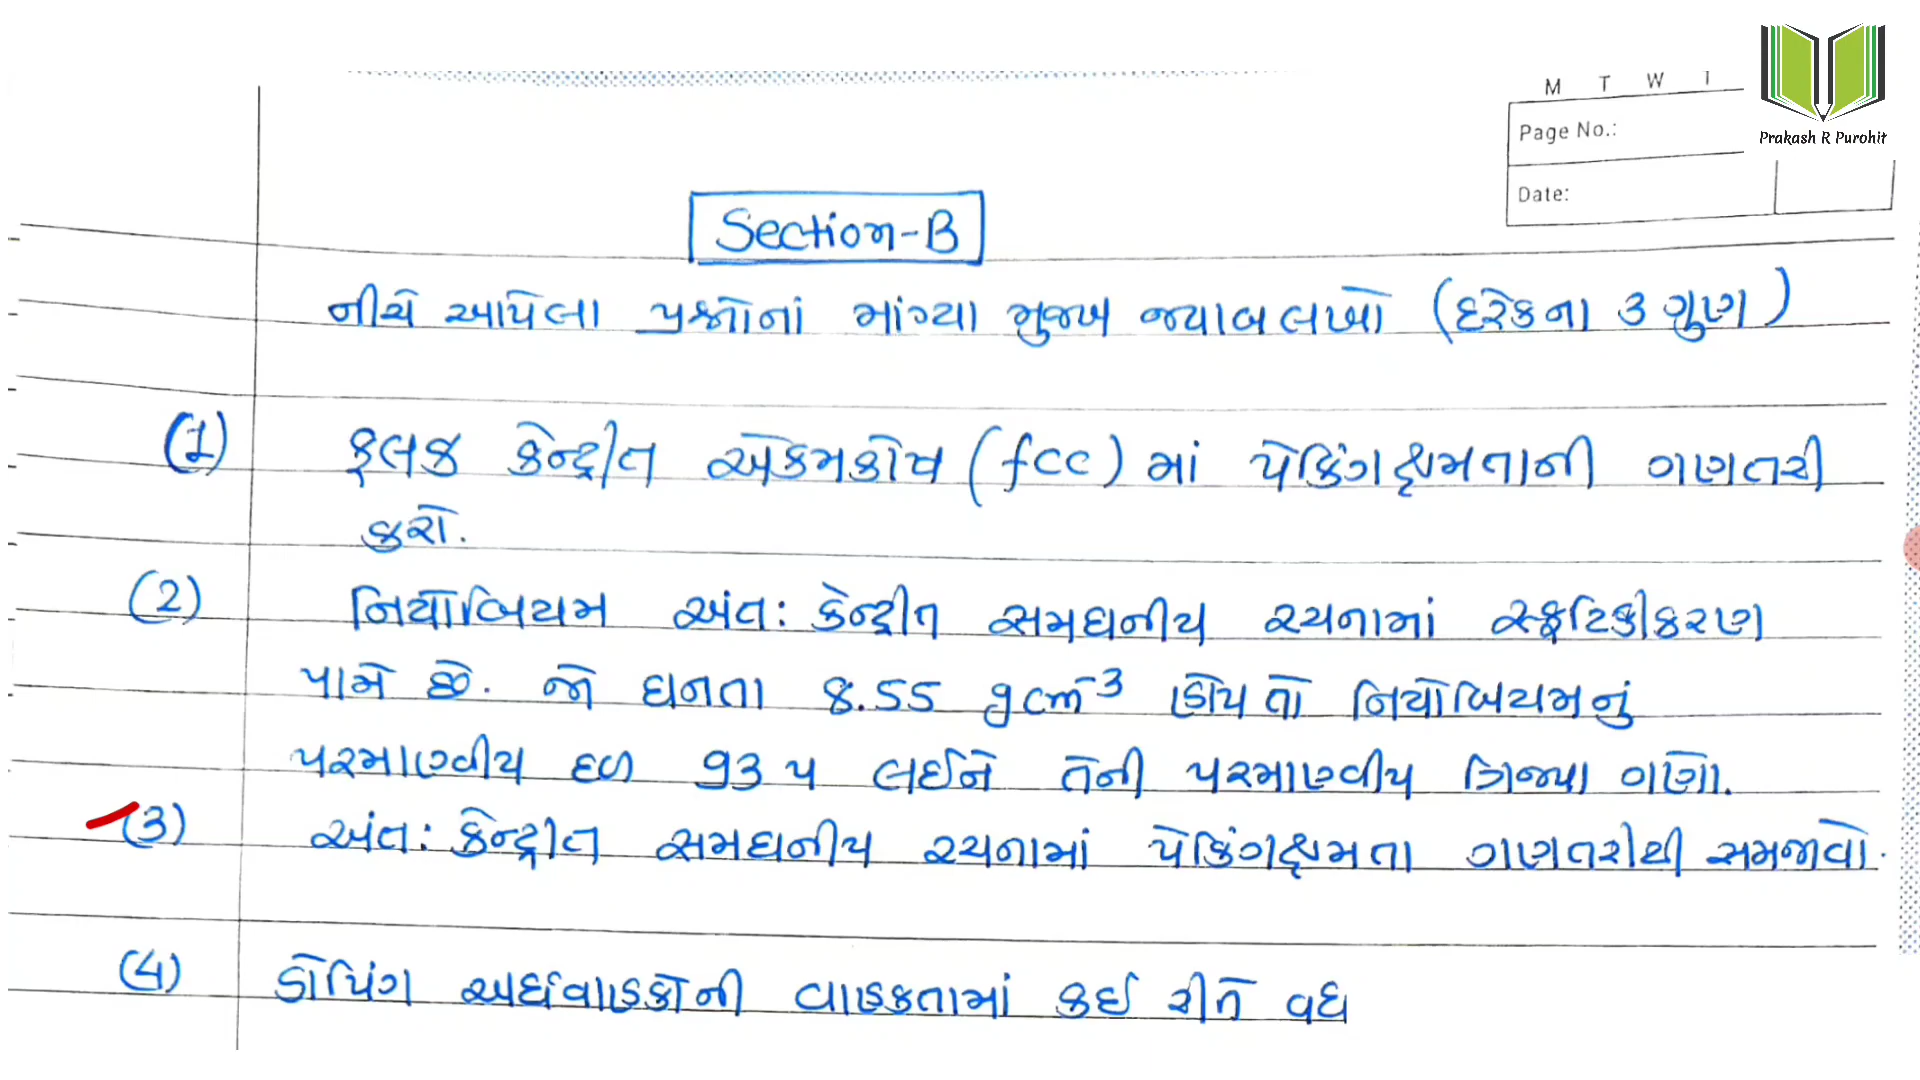 M T W T
Page No.:
Prakash R Purohit
Date:
Section-B
નીચે આપેલા પ્રશ્નોનાં માંગ્યા મુજબ જવાબ લખો (દરેકના ૩ ગુણ)
(1) ફલક કેન્દ્રીત એકમકોષ (fcc) માં પેકિંગક્ષમતાની ગણતરી
કરો.
(2) નિયોબિયમ અંત: કેન્દ્રીત સમઘનીય રચનામાં સ્ફટિકીકરણ
પામે છે. જો ઘનતા 8.55 gcm-3 હોય તો નિયોબિયમનું
પરમાણ્વીય દળ 93 u લઈને તેની પરમાણ્વીય ત્રિજ્યા ગણો.
(3) અંત: કેન્દ્રીત સમઘનીય રચનામાં પેકિંગક્ષમતા ગણતરીથી સમજાવો.
(4) ડોપિંગ અર્ધવાહકોની વાહકતામાં કઈ રીતે વધ